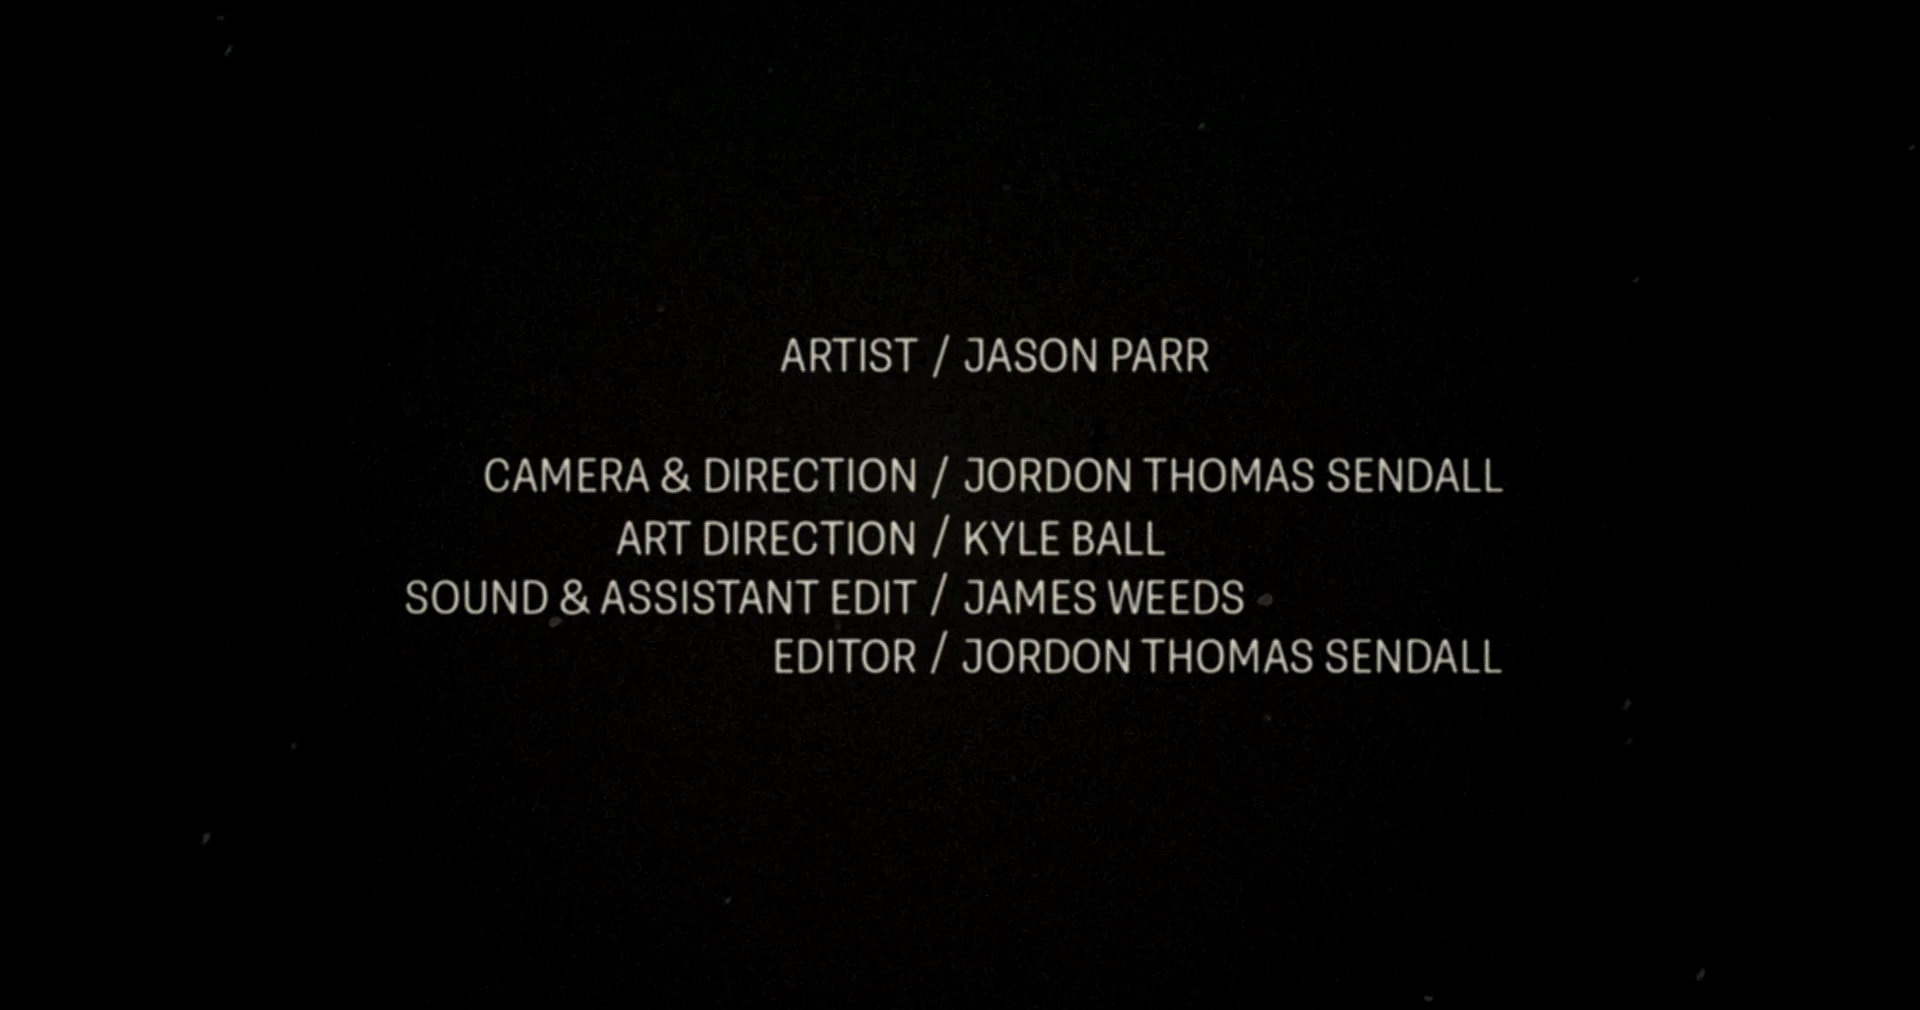 ARTIST / JASON PARR
CAMERA & DIRECTION / JORDON THOMAS SENDALL
ART DIRECTION / KYLE BALL
SOUND & ASSISTANT EDIT / JAMES WEEDS
EDITOR / JORDON THOMAS SENDALL